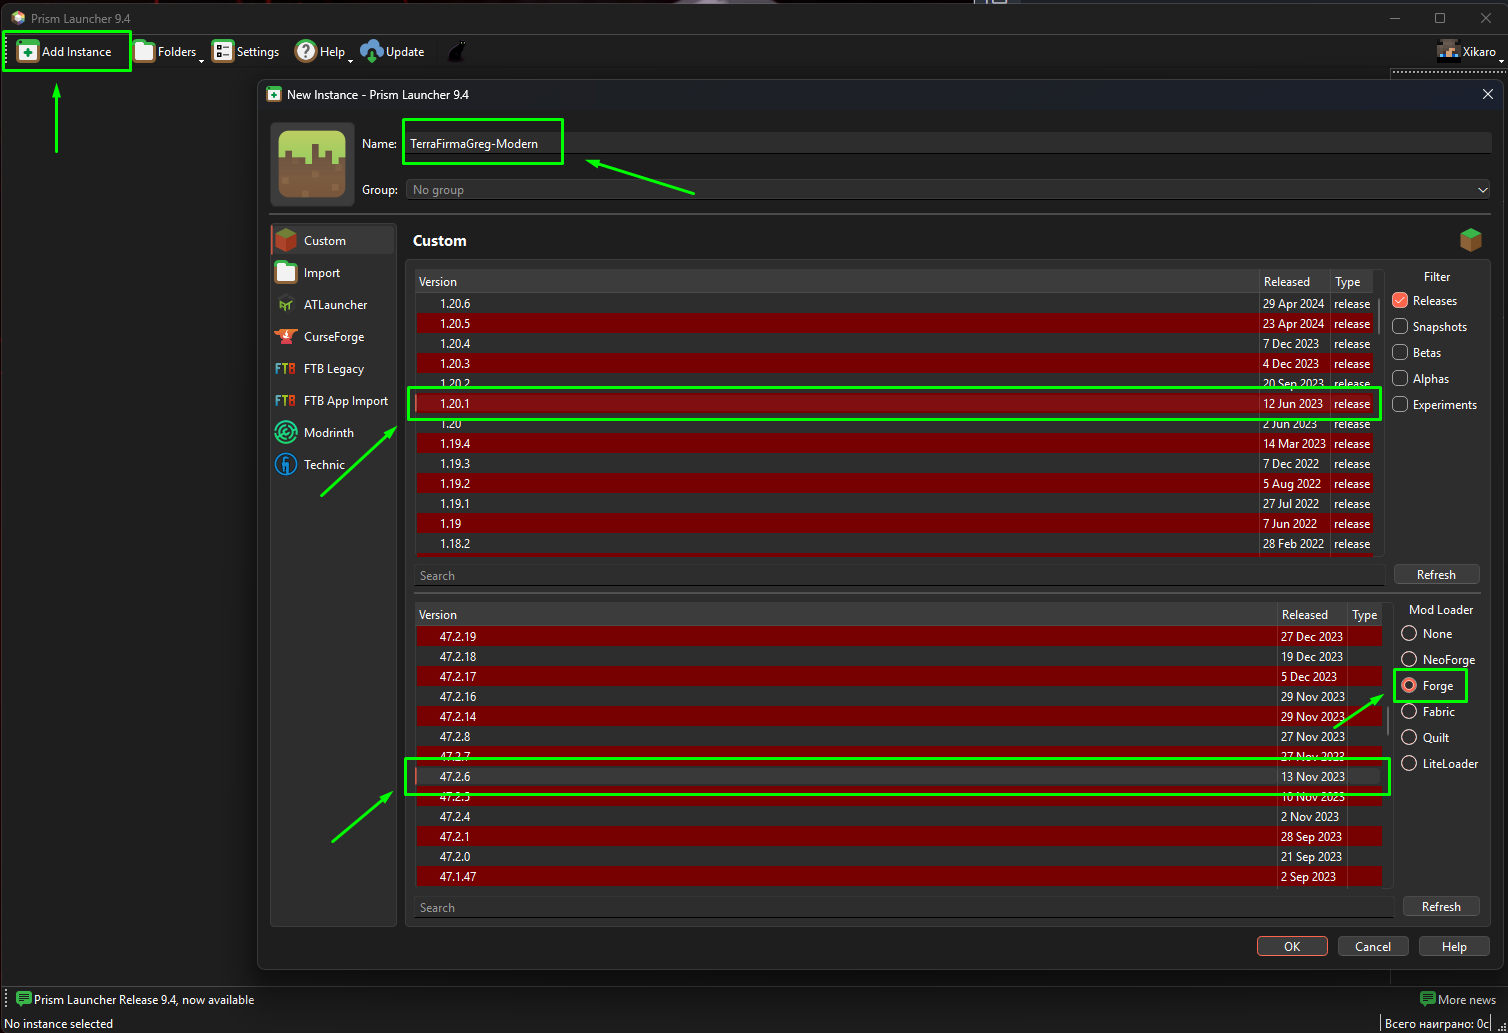 Prism Launcher 9.4
Add Instance Folders Settings Help Update Xikaro
New Instance - Prism Launcher 9.4
Name: TerraFirmaGreg-Modern
Group: No group
Custom
Import
ATLauncher
CurseForge
FTB Legacy
FTB App Import
Modrinth
Technic
Custom
Version Released Type
1.20.6 29 Apr 2024 release
1.20.5 23 Apr 2024 release
1.20.4 7 Dec 2023 release
1.20.3 4 Dec 2023 release
1.20.2 20 Sep 2023 release
1.20.1 12 Jun 2023 release
1.20 2 Jun 2023 release
1.19.4 14 Mar 2023 release
1.19.3 7 Dec 2022 release
1.19.2 5 Aug 2022 release
1.19.1 27 Jul 2022 release
1.19 7 Jun 2022 release
1.18.2 28 Feb 2022 release
Search
Filter
Releases
Snapshots
Betas
Alphas
Experiments
Refresh
Version Released Type
47.2.19 27 Dec 2023
47.2.18 19 Dec 2023
47.2.17 5 Dec 2023
47.2.16 29 Nov 2023
47.2.14 29 Nov 2023
47.2.8 27 Nov 2023
47.2.7 27 Nov 2023
47.2.6 13 Nov 2023
47.2.5 10 Nov 2023
47.2.4 2 Nov 2023
47.2.1 28 Sep 2023
47.2.0 21 Sep 2023
47.1.47 2 Sep 2023
Search
Mod Loader
None
NeoForge
Forge
Fabric
Quilt
LiteLoader
Refresh
OK Cancel Help
Prism Launcher Release 9.4, now available More news
No instance selected Всего наиграно: 0с